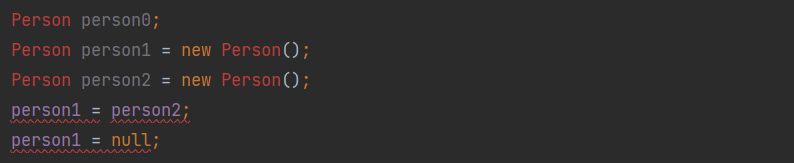 Person person0;
Person person1 = new Person();
Person person2 = new Person();
person1 = person2;
person1 = null;